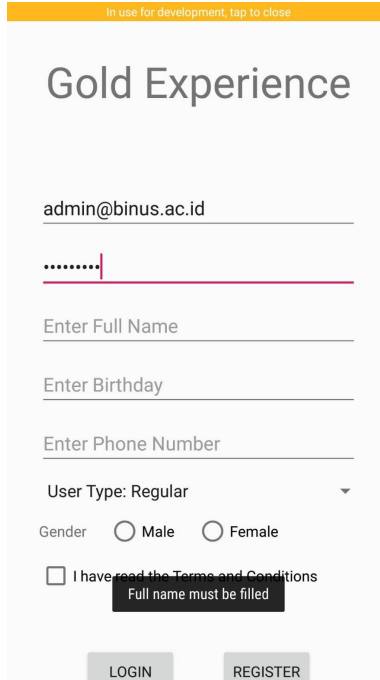 In use for development, tap to close
Gold Experience
admin@binus.ac.id
•••••••••
Enter Full Name
Enter Birthday
Enter Phone Number
User Type: Regular
Gender Male Female
I have read the Terms and Conditions
Full name must be filled
LOGIN REGISTER